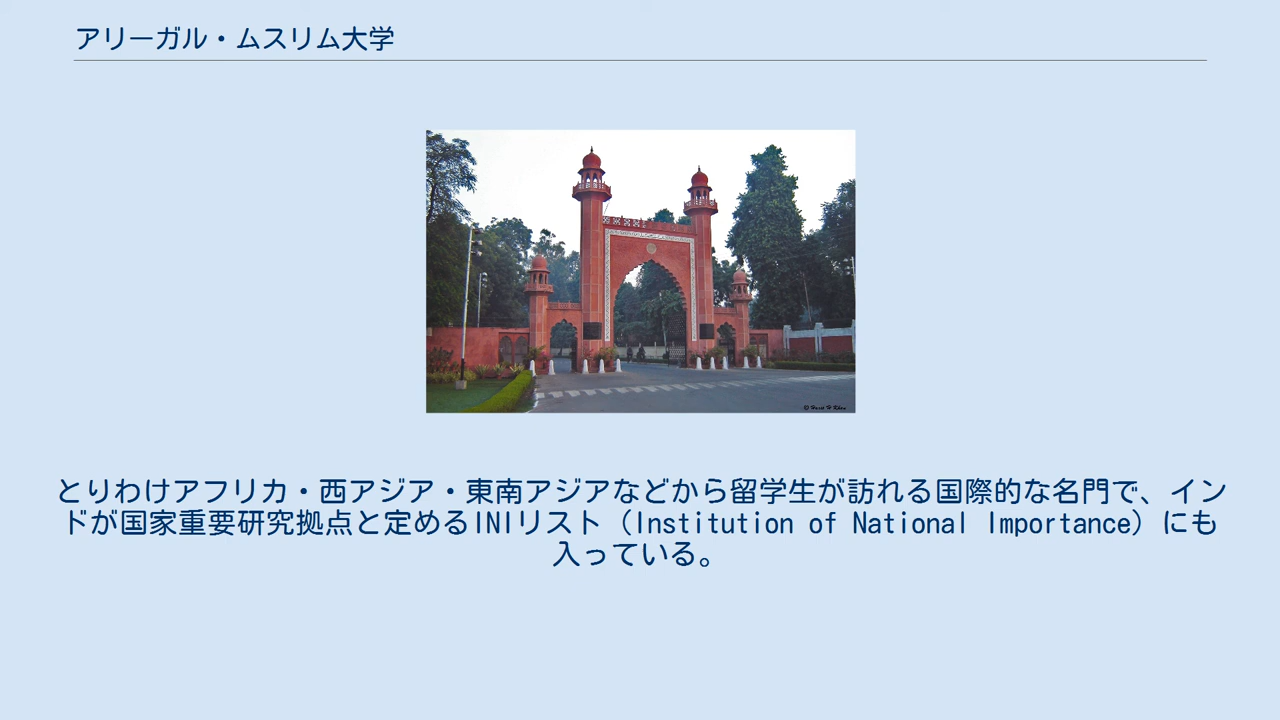 アリーガル・ムスリム大学
© Haris H Khan
とりわけアフリカ・西アジア・東南アジアなどから留学生が訪れる国際的な名門で、イン
ドが国家重要研究拠点と定めるINIリスト（Institution of National Importance）にも
入っている。